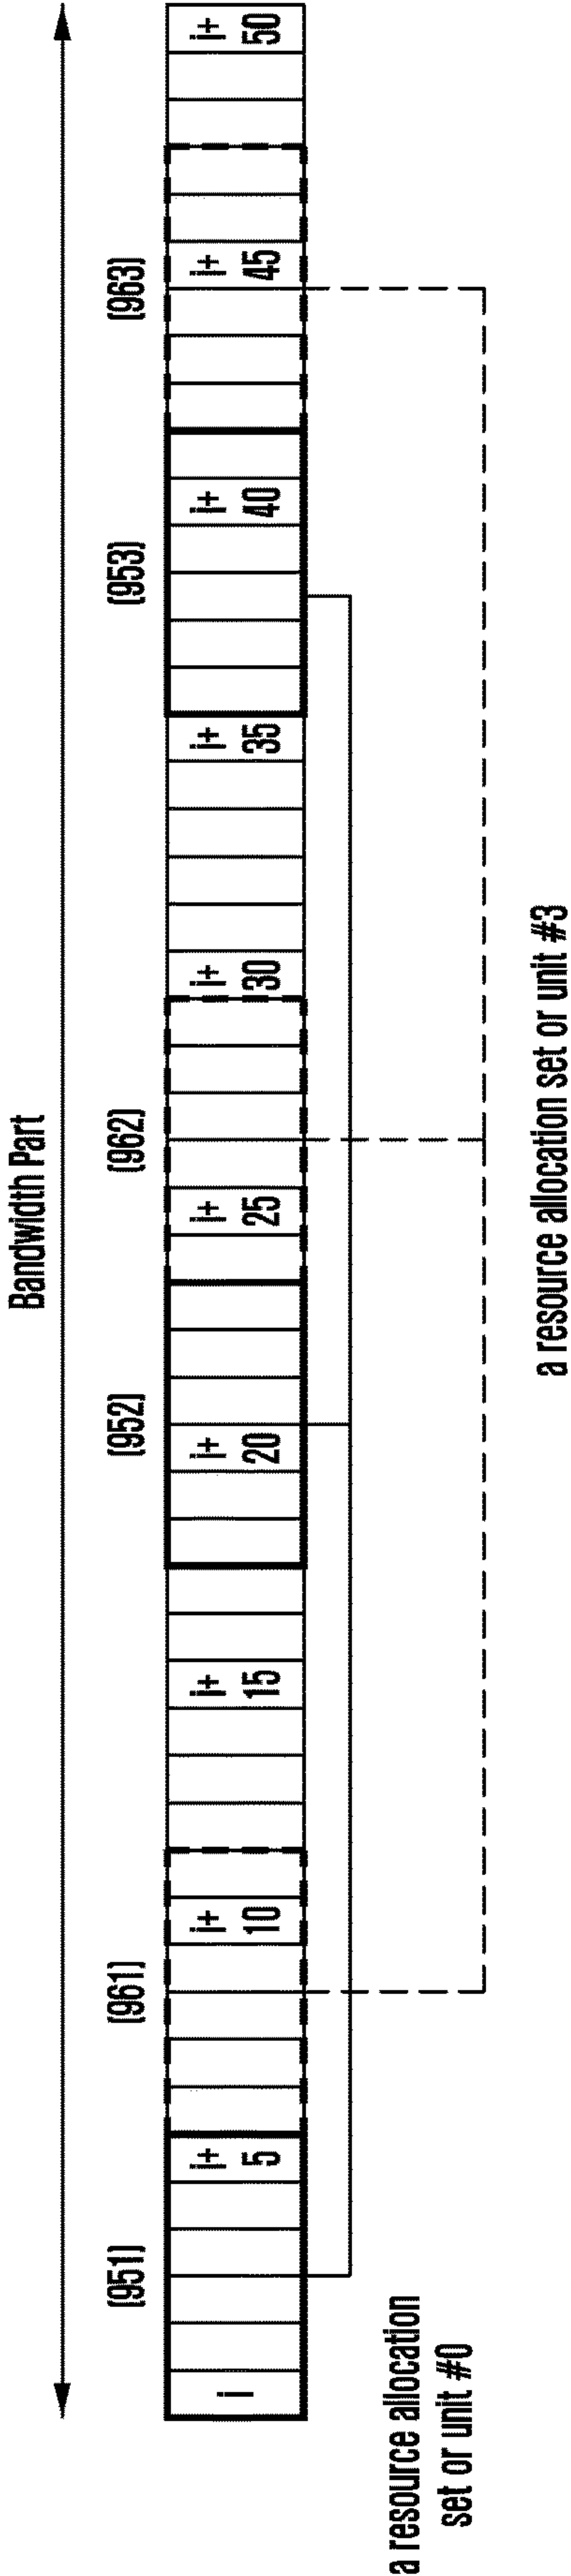 Bandwidth Part
(951)
(961)
(952)
(962)
(953)
(963)
i
i+
5
i+
10
i+
15
i+
20
i+
25
i+
30
i+
35
i+
40
i+
45
i+
50
a resource allocation
set or unit #0
a resource allocation set or unit #3